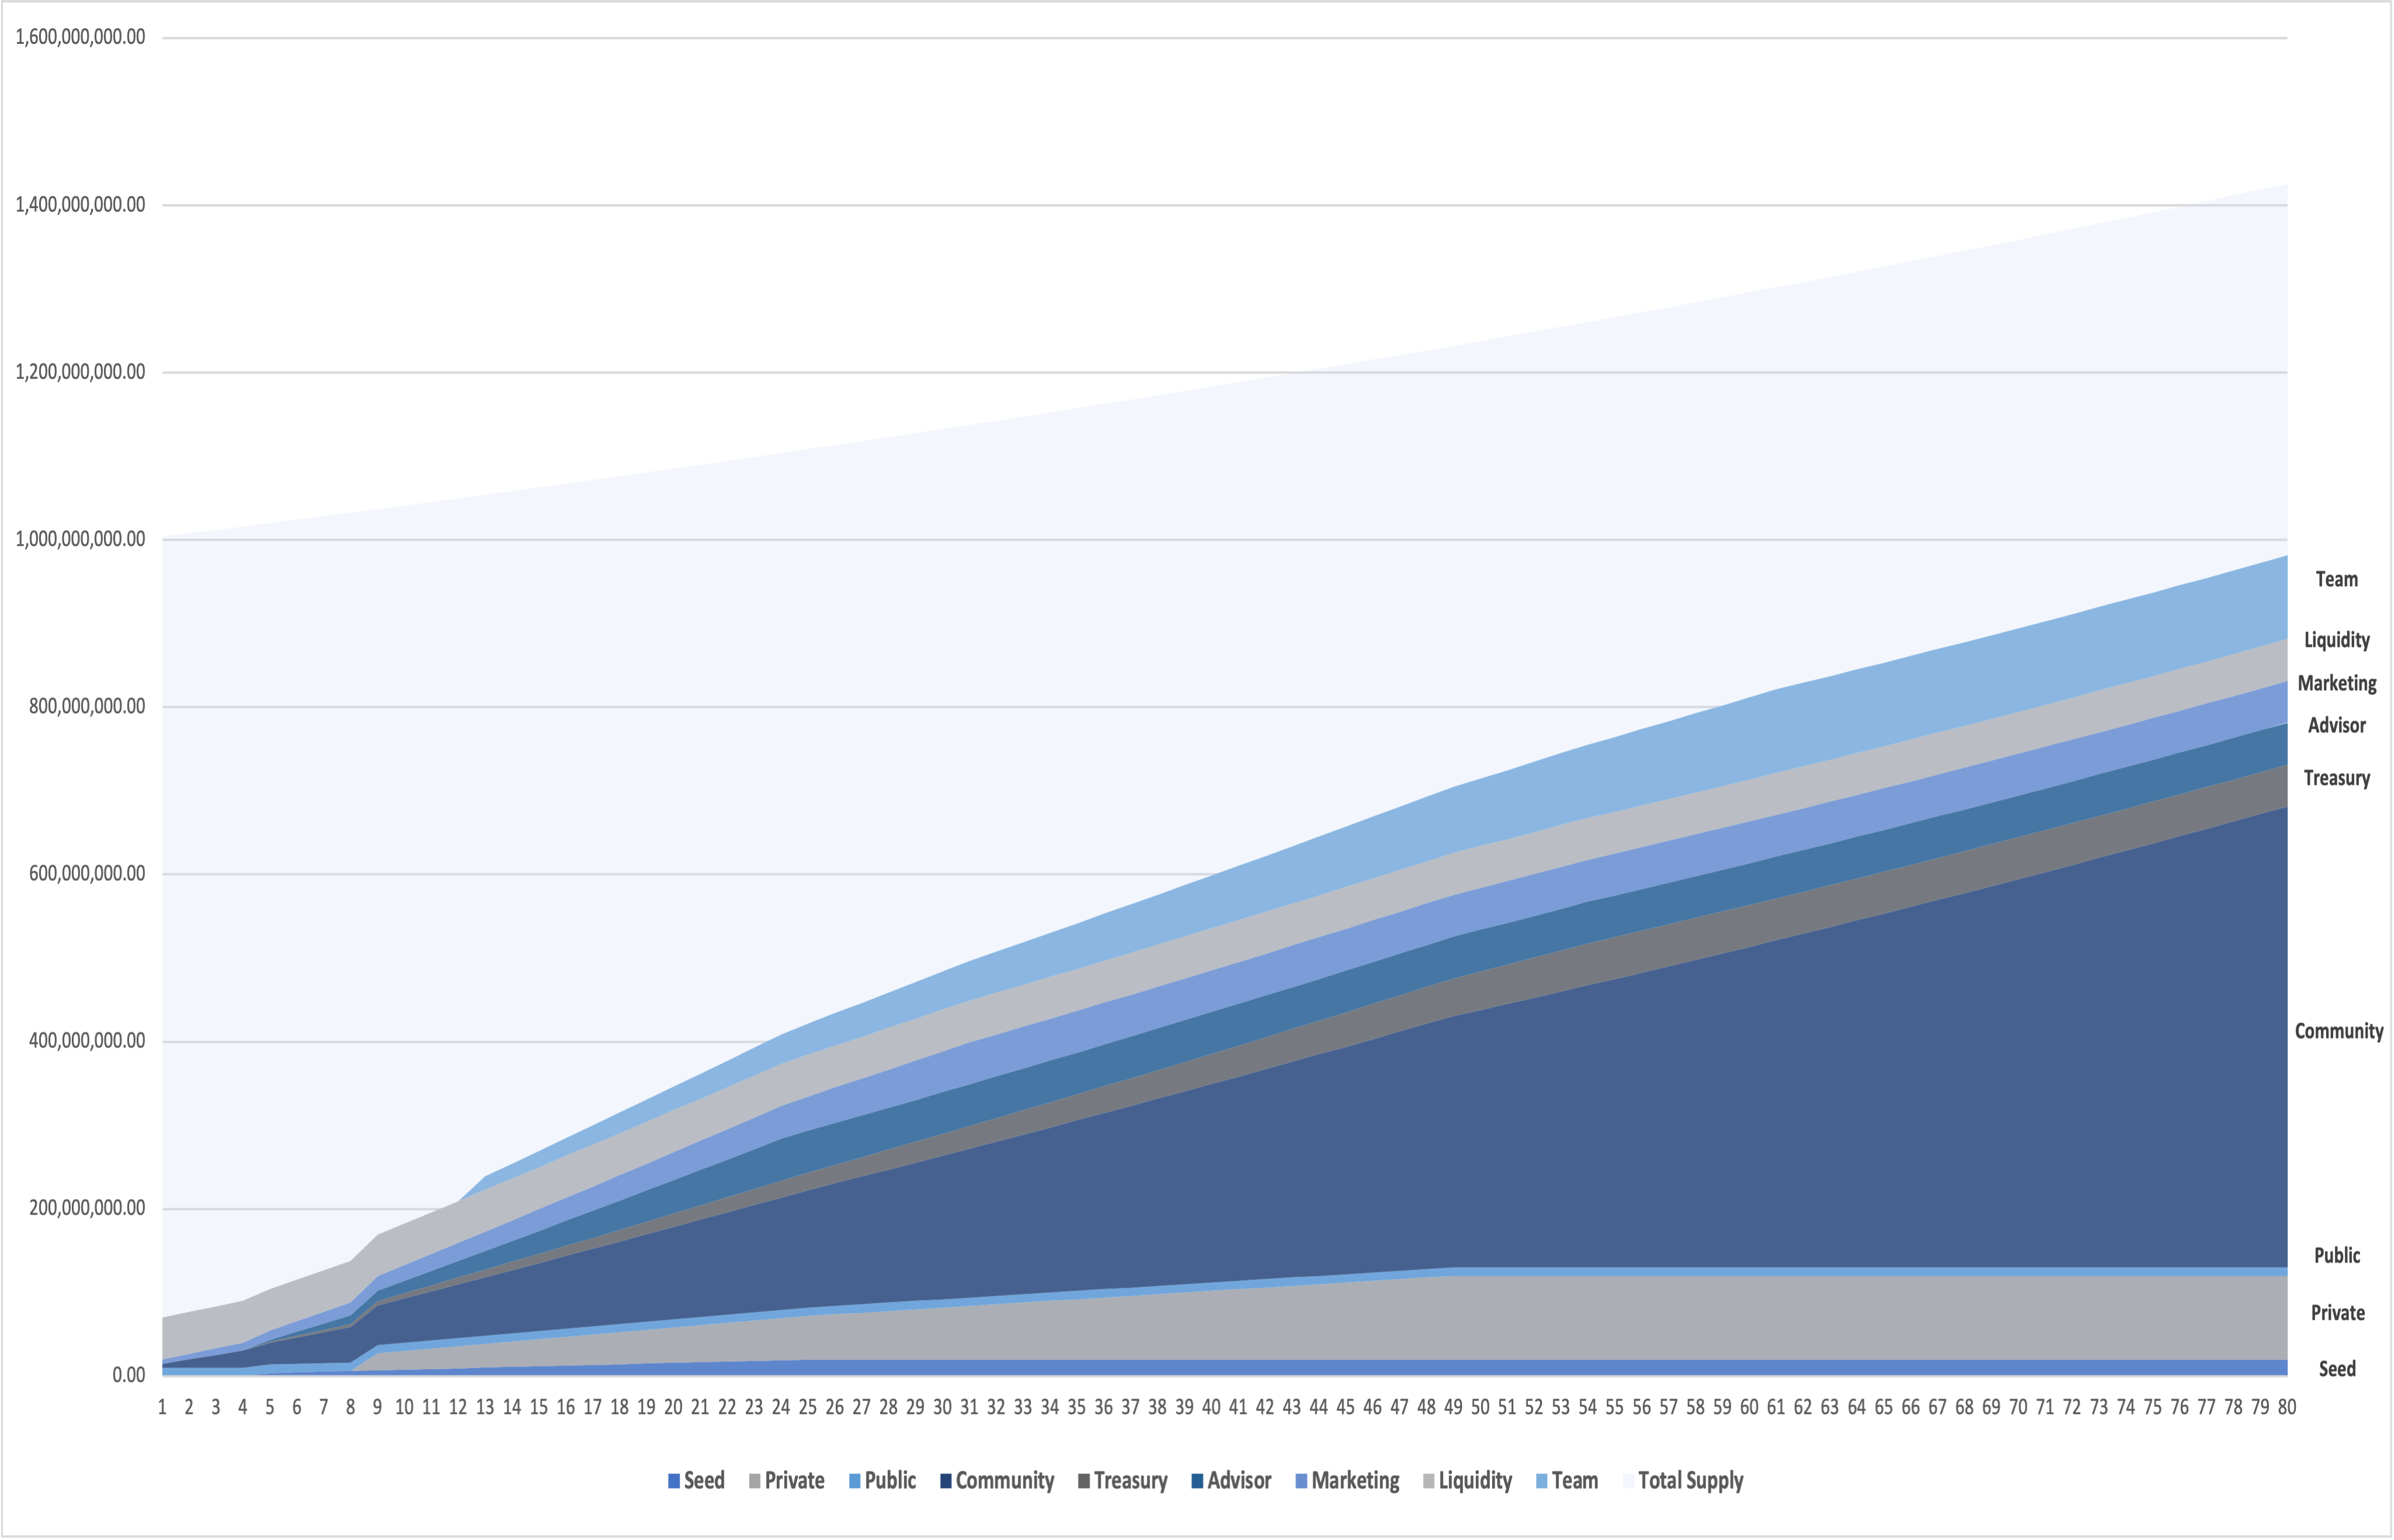 1,600,000,000.00
1,400,000,000.00
1,200,000,000.00
1,000,000,000.00
800,000,000.00
600,000,000.00
400,000,000.00
200,000,000.00
0.00
Team
Liquidity
Marketing
Advisor
Treasury
Community
Public
Private
Seed
1 2 3 4 5 6 7 8 9 10 11 12 13 14 15 16 17 18 19 20 21 22 23 24 25 26 27 28 29 30 31 32 33 34 35 36 37 38 39 40 41 42 43 44 45 46 47 48 49 50 51 52 53 54 55 56 57 58 59 60 61 62 63 64 65 66 67 68 69 70 71 72 73 74 75 76 77 78 79 80
Seed Private Public Community Treasury Advisor Marketing Liquidity Team Total Supply